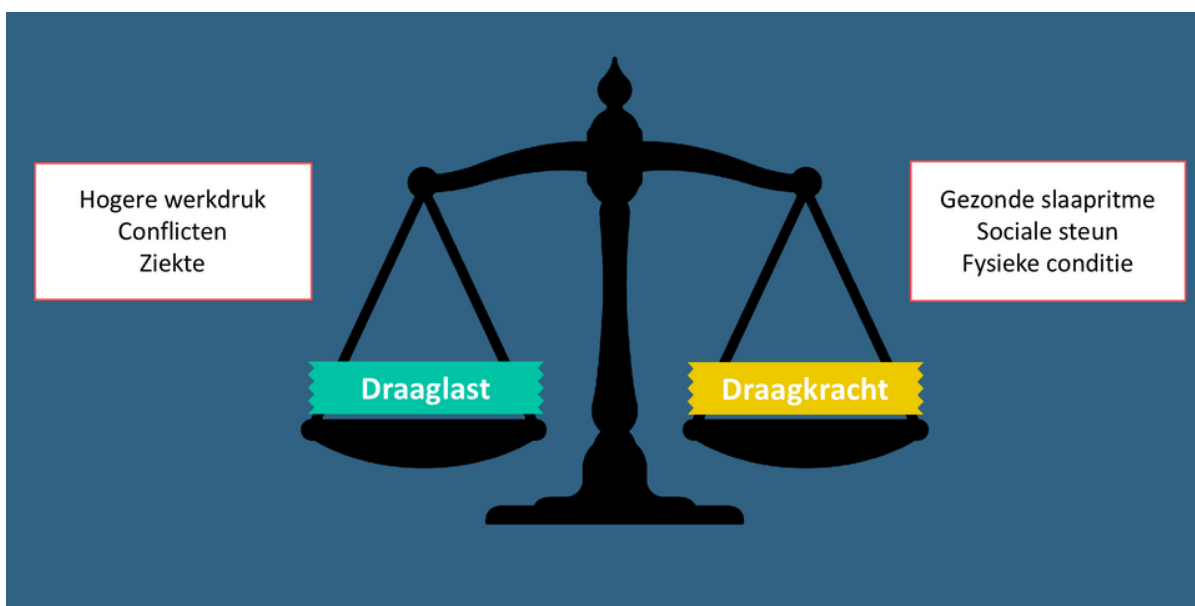 Hogere werkdruk
Conflicten
Ziekte
Gezonde slaapritme
Sociale steun
Fysieke conditie
Draaglast
Draagkracht